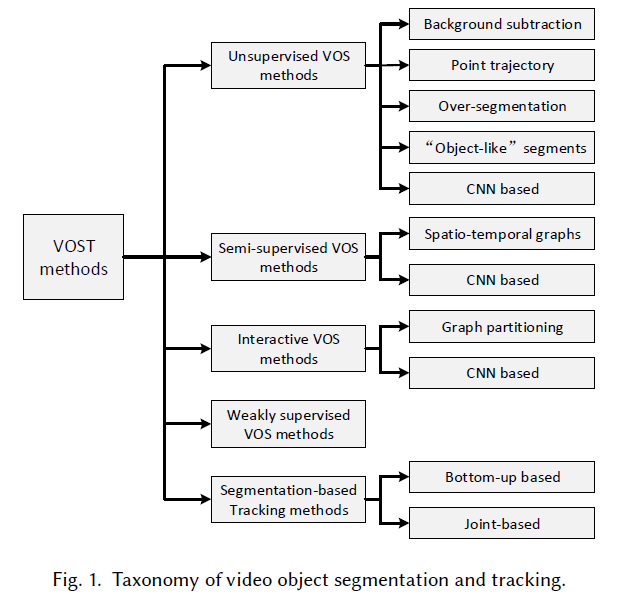 VOST
methods
Unsupervised VOS
methods
Background subtraction
Point trajectory
Over-segmentation
“Object-like” segments
CNN based
Semi-supervised VOS
methods
Spatio-temporal graphs
CNN based
Interactive VOS
methods
Graph partitioning
CNN based
Weakly supervised
VOS methods
Segmentation-based
Tracking methods
Bottom-up based
Joint-based
Fig. 1. Taxonomy of video object segmentation and tracking.